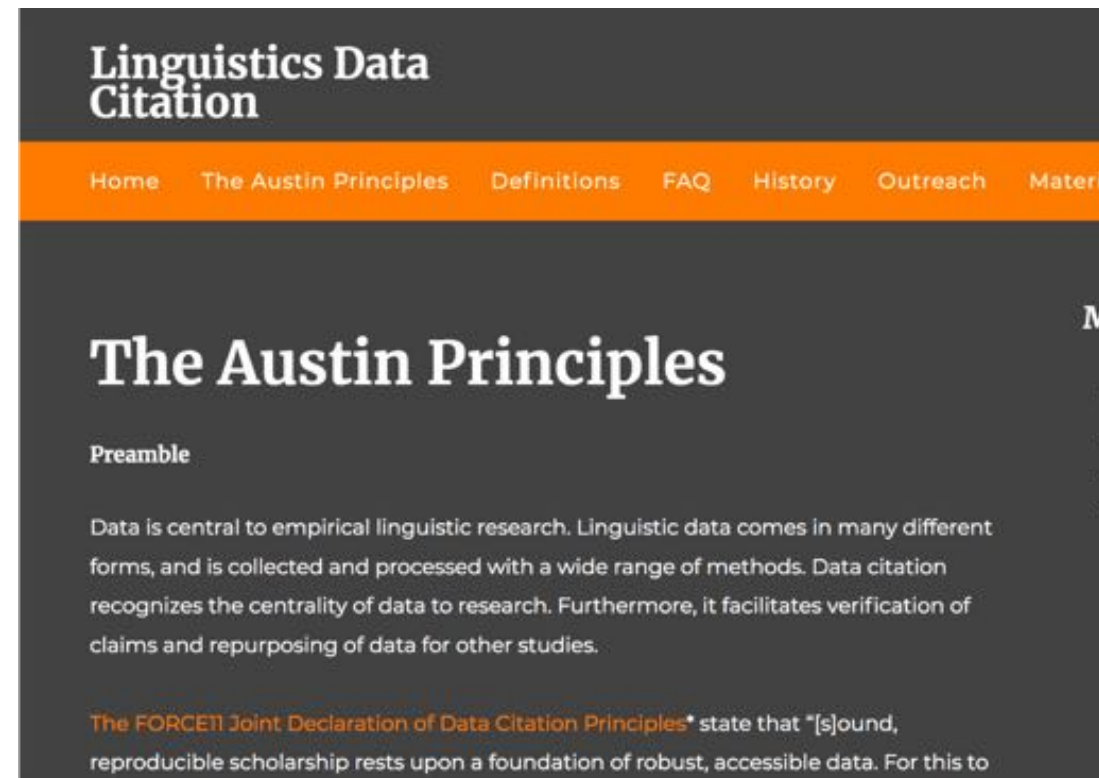 Linguistics Data
Citation
Home The Austin Principles Definitions FAQ History Outreach
The Austin Principles
Preamble
Data is central to empirical linguistic research. Linguistic data comes in many different
forms, and is collected and processed with a wide range of methods. Data citation
recognizes the centrality of data to research. Furthermore, it facilitates verification of
claims and repurposing of data for other studies.
The FORCE11 Joint Declaration of Data Citation Principles* state that "[s]ound,
reproducible scholarship rests upon a foundation of robust, accessible data. For this to